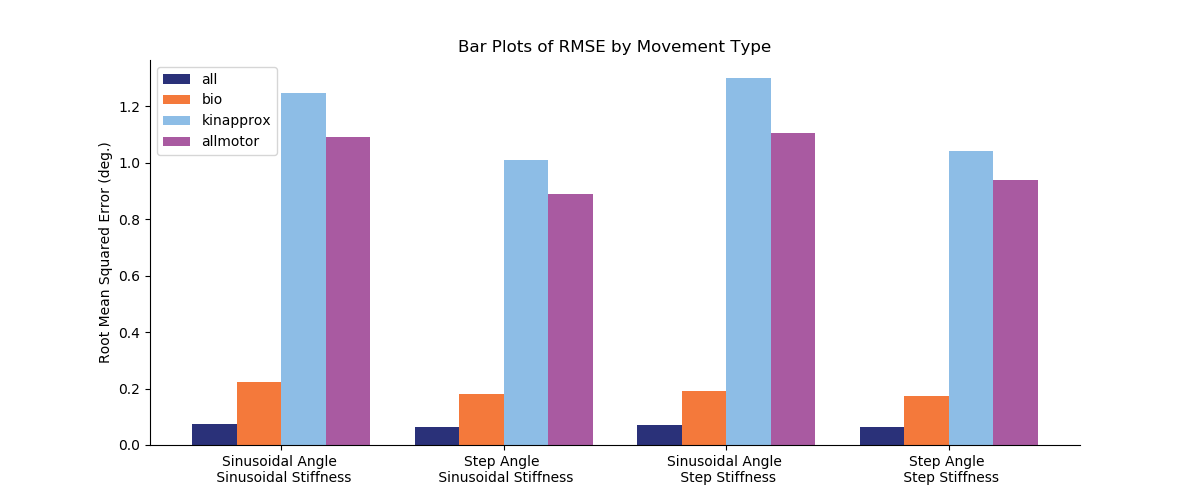 Bar Plots of RMSE by Movement Type
all
bio
kinapprox
allmotor
Root Mean Squared Error (deg.)
1.2
1.0
0.8
0.6
0.4
0.2
0.0
Sinusoidal Angle
Sinusoidal Stiffness
Step Angle
Sinusoidal Stiffness
Sinusoidal Angle
Step Stiffness
Step Angle
Step Stiffness